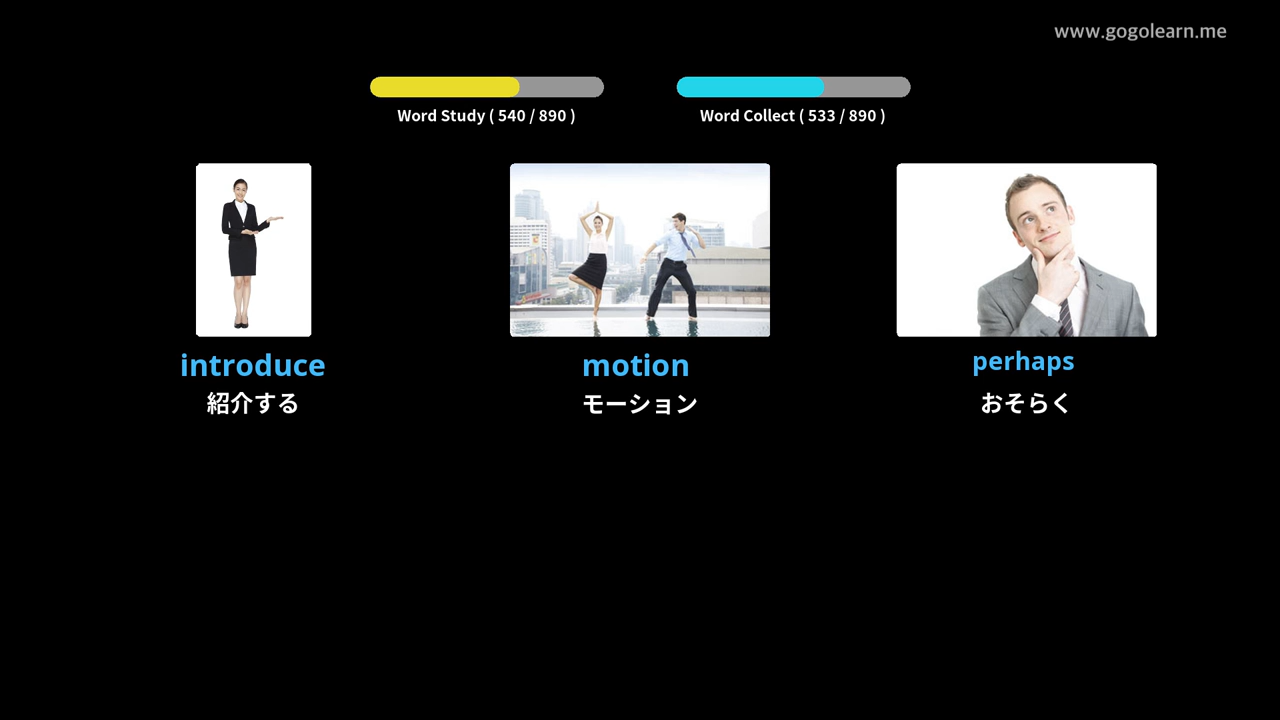 www.gogolearn.me
Word Study ( 540 / 890 )
Word Collect ( 533 / 890 )
introduce
紹介する
motion
モーション
perhaps
おそらく